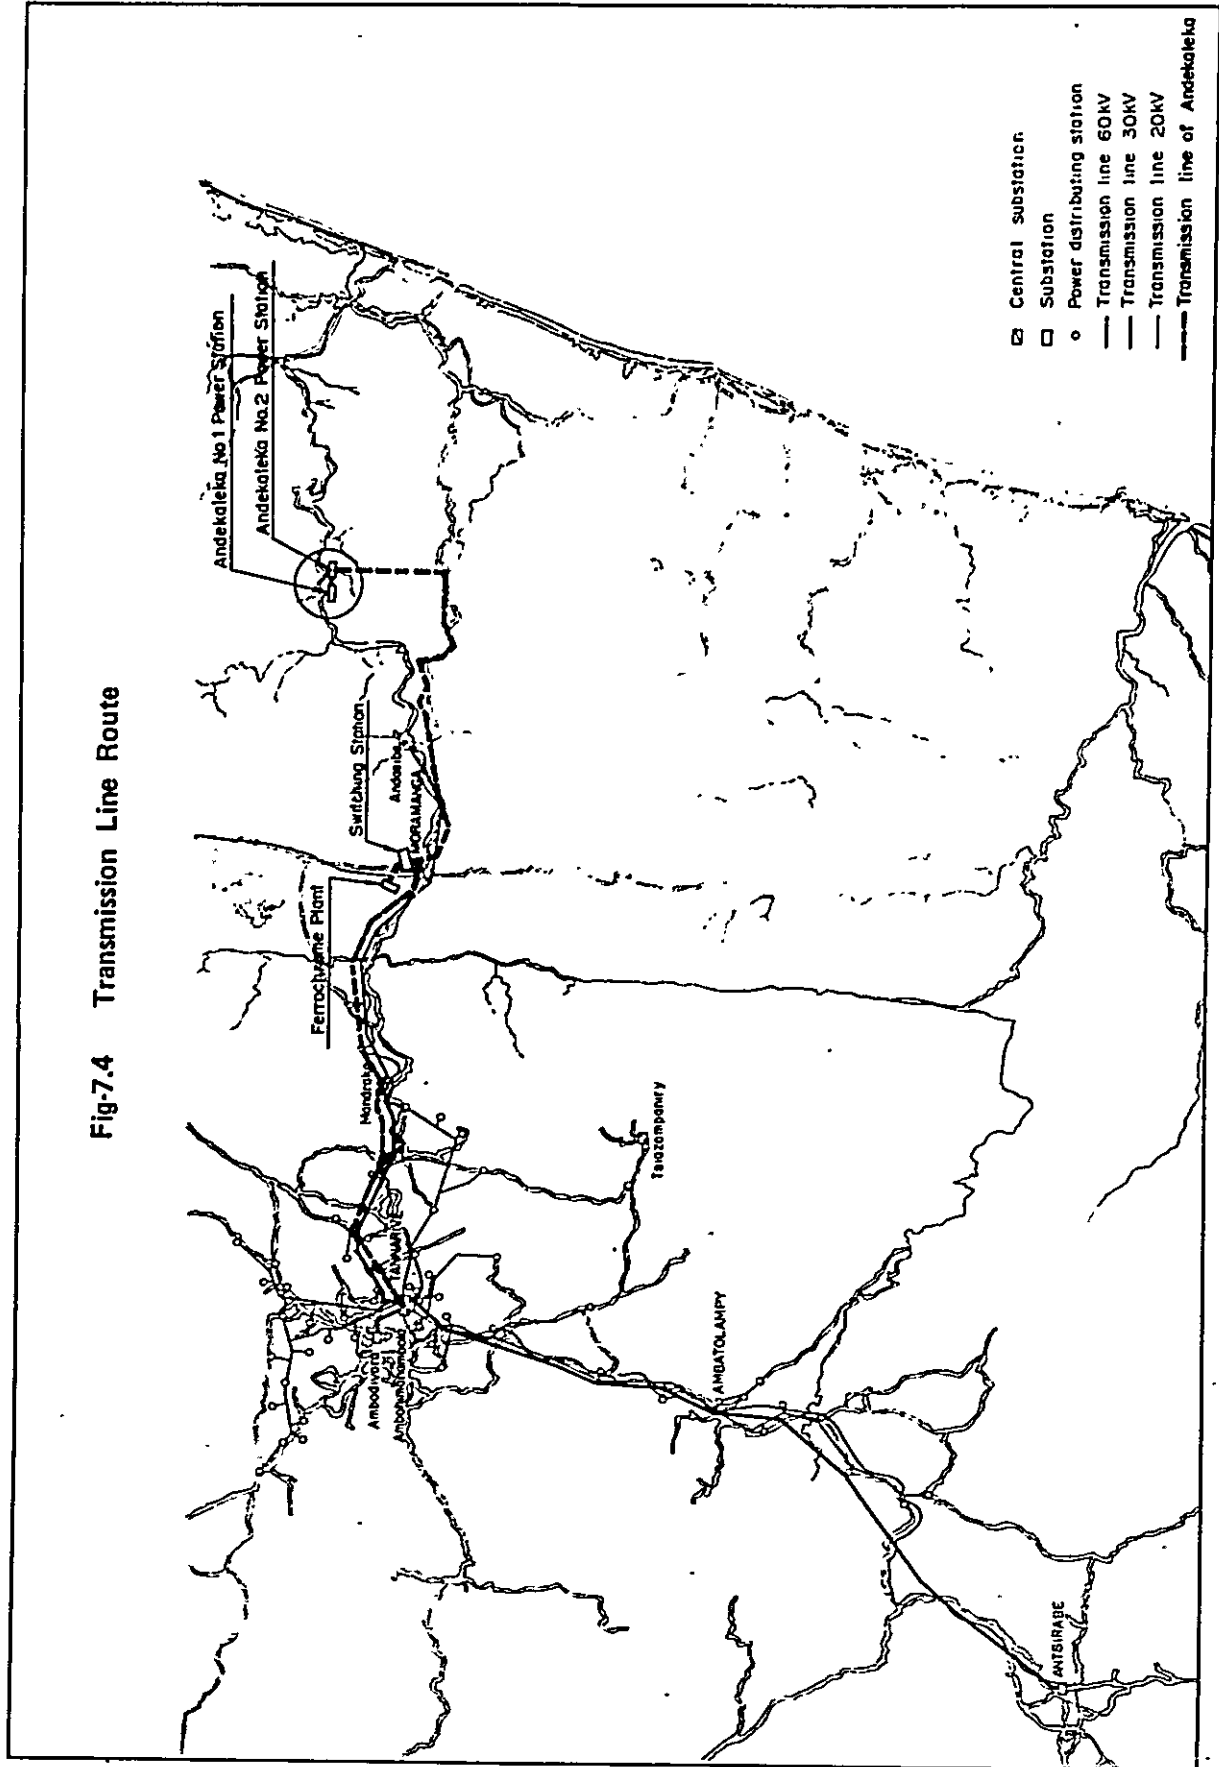 Fig-7.4 Transmission Line Route
Andekaleka No 1 Power Station
Andekaleka No.2 Power Station
Switching Station
Andasibe
MORAMANGA
Ferrochrome Plant
Mandraka
TANNARIVE
Ambodivara
Ambohimanambola
Tsiazompaniry
AMBATOLAMPY
ANTSIRABE
Central substation
Substation
Power distributing station
Transmission line 60KV
Transmission line 30KV
Transmission line 20KV
Transmission line of Andekaleka